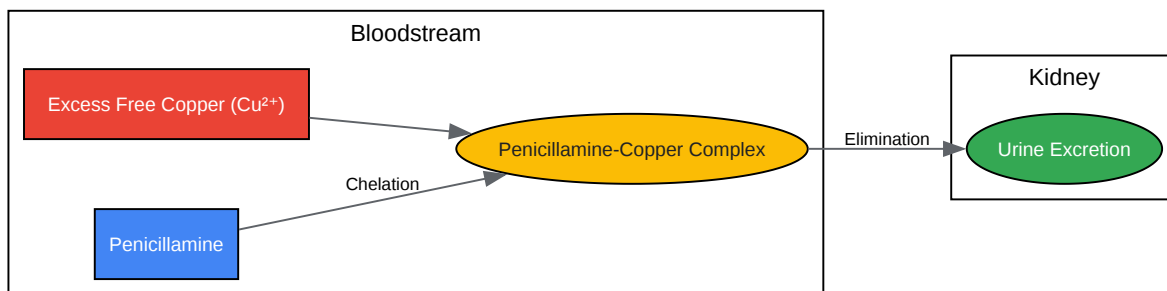 Bloodstream
Kidney
Excess Free Copper (Cu²⁺)
Penicillamine-Copper Complex
Elimination
Urine Excretion
Chelation
Penicillamine